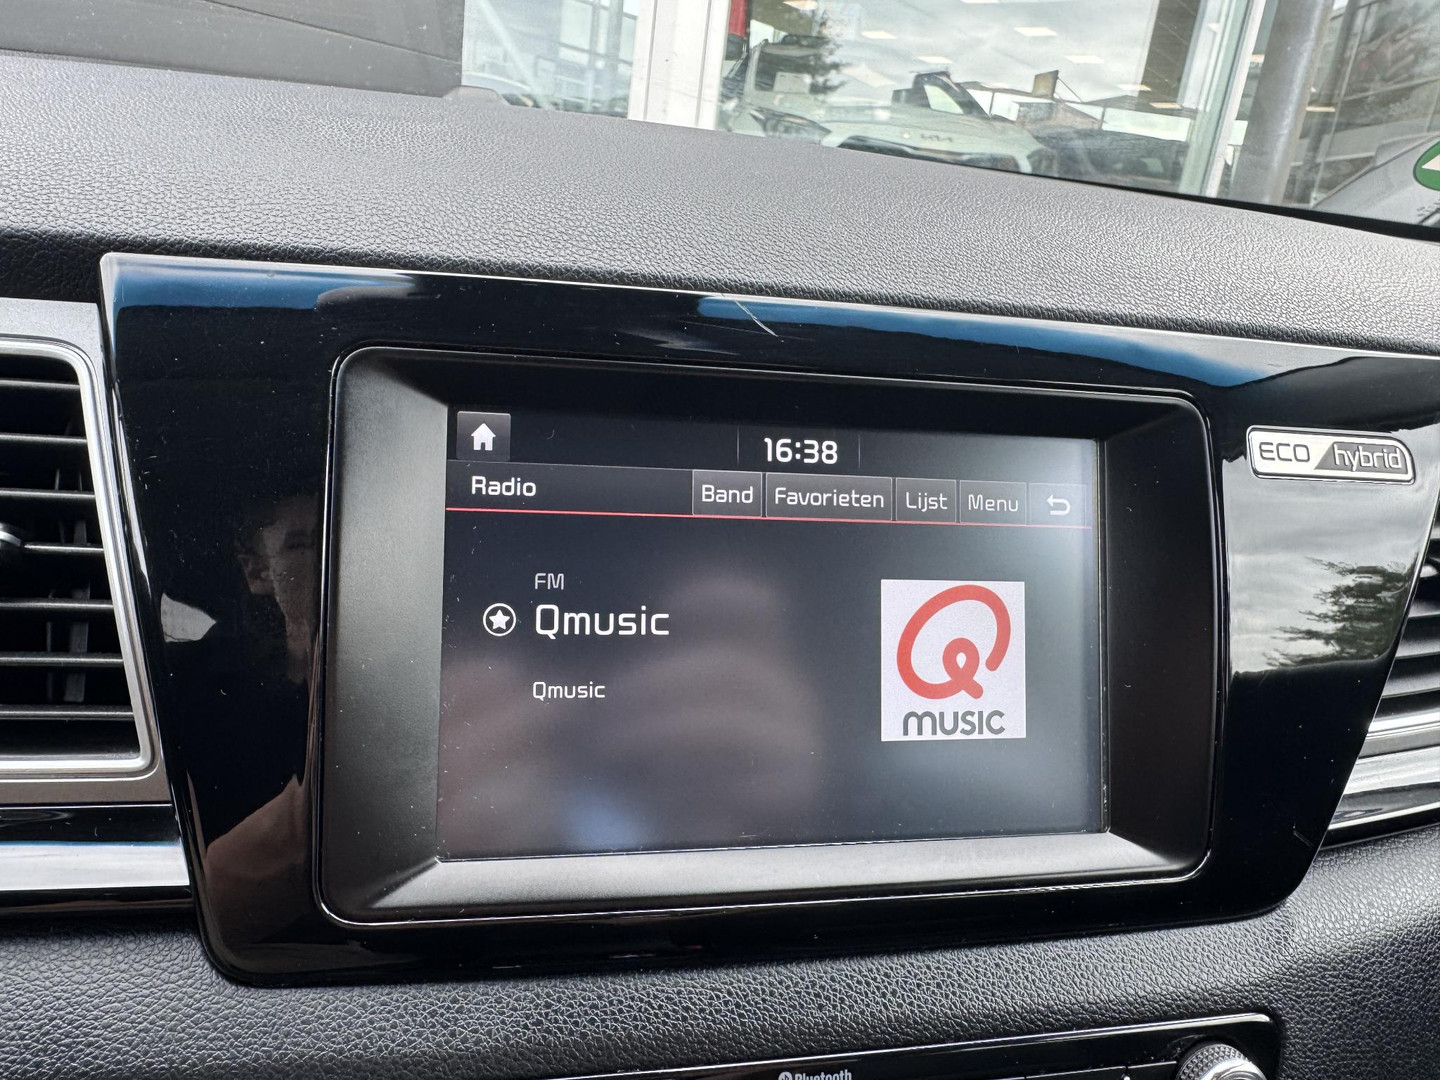 16:38
Radio
Band
Favorieten
Lijst
Menu
FM
Qmusic
Qmusic
Q
MUSIC
ECO hybrid
Bluetooth